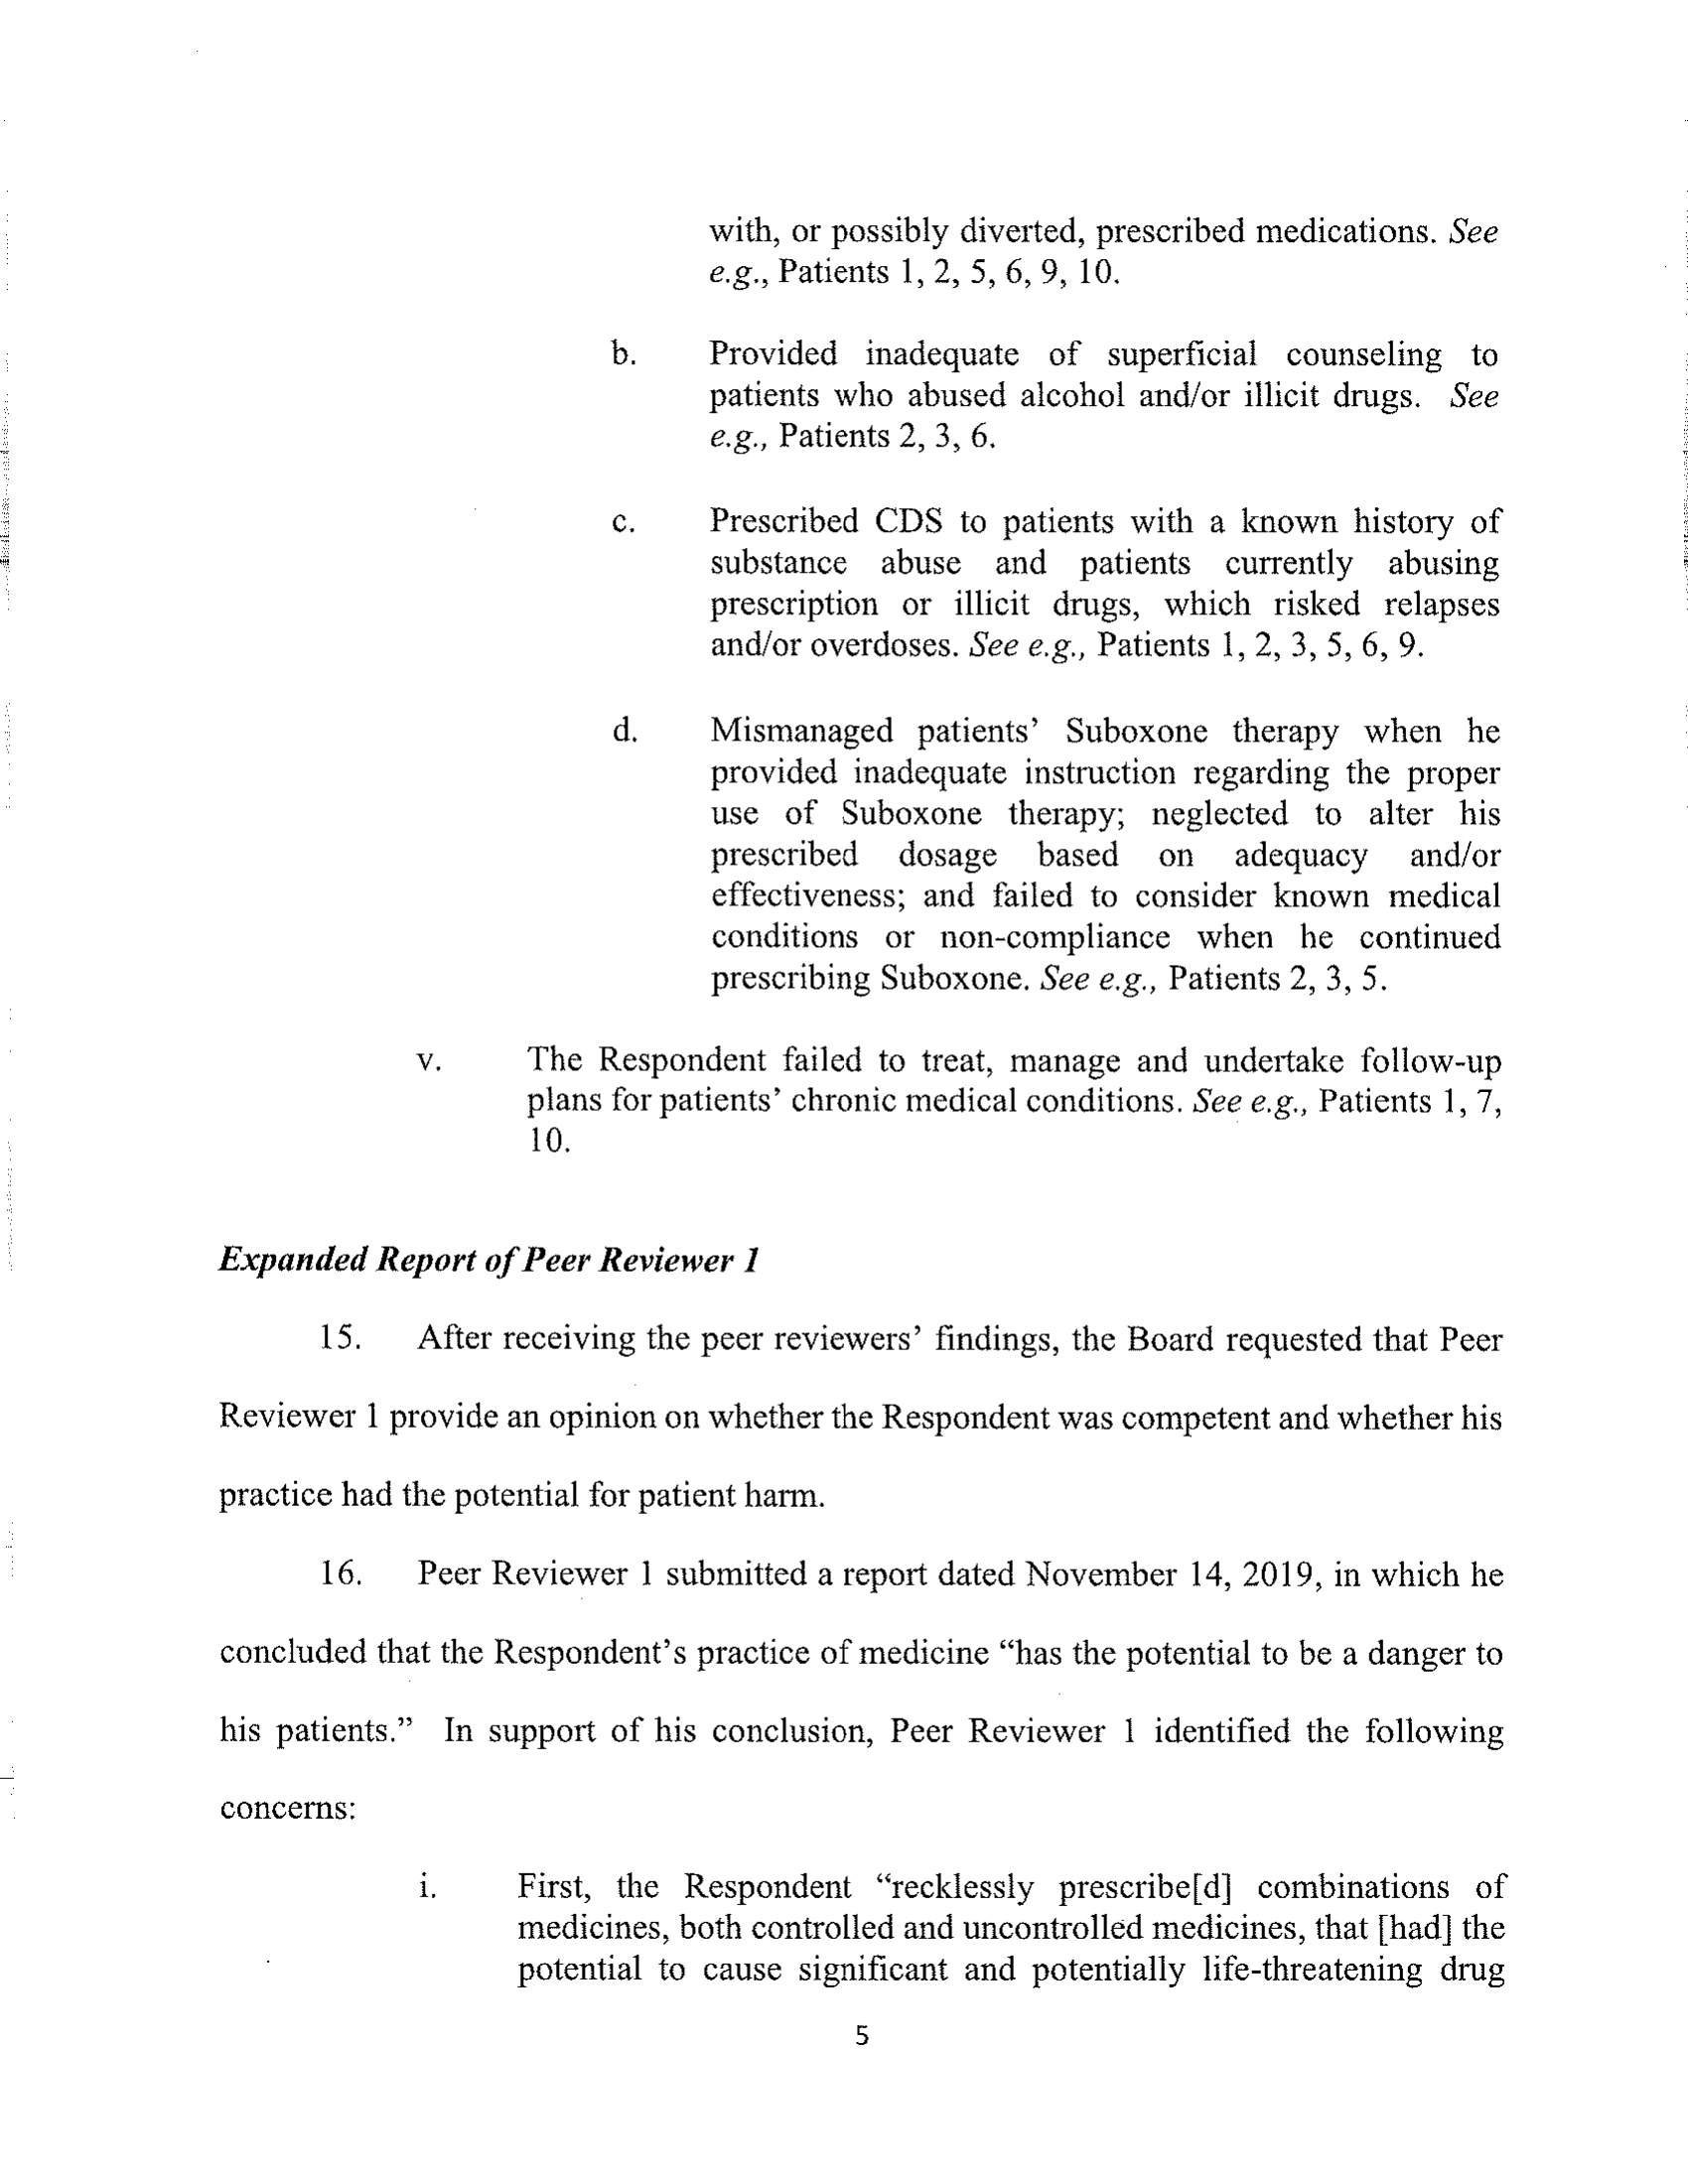 with, or possibly diverted, prescribed medications. See
e.g., Patients 1, 2, 5, 6, 9, 10.
b. Provided inadequate of superficial counseling to
patients who abused alcohol and/or illicit drugs. See
e.g., Patients 2, 3, 6.
c. Prescribed CDS to patients with a known history of
substance abuse and patients currently abusing
prescription or illicit drugs, which risked relapses
and/or overdoses. See e.g., Patients 1, 2, 3, 5, 6, 9.
d. Mismanaged patients’ Suboxone therapy when he
provided inadequate instruction regarding the proper
use of Suboxone therapy; neglected to alter his
prescribed dosage based on adequacy and/or
effectiveness; and failed to consider known medical
conditions or non-compliance when he continued
prescribing Suboxone. See e.g., Patients 2, 3, 5.
v. The Respondent failed to treat, manage and undertake follow-up
plans for patients’ chronic medical conditions. See e.g., Patients 1, 7,
10.
Expanded Report of Peer Reviewer 1
15. After receiving the peer reviewers’ findings, the Board requested that Peer
Reviewer 1 provide an opinion on whether the Respondent was competent and whether his
practice had the potential for patient harm.
16. Peer Reviewer 1 submitted a report dated November 14, 2019, in which he
concluded that the Respondent’s practice of medicine “has the potential to be a danger to
his patients.” In support of his conclusion, Peer Reviewer 1 identified the following
concerns:
i. First, the Respondent “recklessly prescribe[d] combinations of
medicines, both controlled and uncontrolled medicines, that [had] the
potential to cause significant and potentially life-threatening drug
5